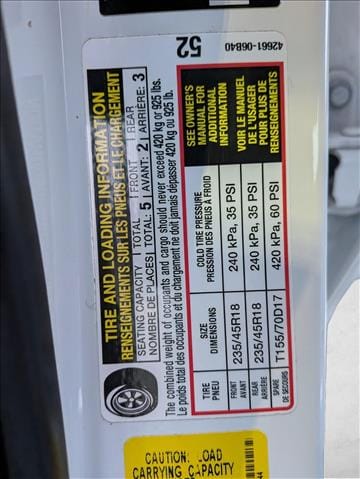 52
42661-06B40
TIRE AND LOADING INFORMATION
RENSEIGNEMENTS SUR LES PNEUS ET LE CHARGEMENT
SEATING CAPACITY | TOTAL | FRONT | REAR
NOMBRE DE PLACES | TOTAL: 5 | AVANT: 2 | ARRIÈRE: 3
The combined weight of occupants and cargo should never exceed 420 kg or 925 lbs.
Le poids total des occupants et du chargement ne doit jamais dépasser 420 kg ou 925 lb.
TIRE
PNEU
SIZE
DIMENSIONS
COLD TIRE PRESSURE
PRESSION DES PNEUS À FROID
FRONT
AVANT
235/45R18
240 kPa, 35 PSI
REAR
ARRIÈRE
235/45R18
240 kPa, 35 PSI
SPARE
DE SECOURS
T155/70D17
420 kPa, 60 PSI
SEE OWNER'S
MANUAL FOR
ADDITIONAL
INFORMATION
VOIR LE MANUEL
DE L'USAGER
POUR PLUS DE
RENSEIGNEMENTS
CAUTION: LOAD
CARRYING CAPACITY